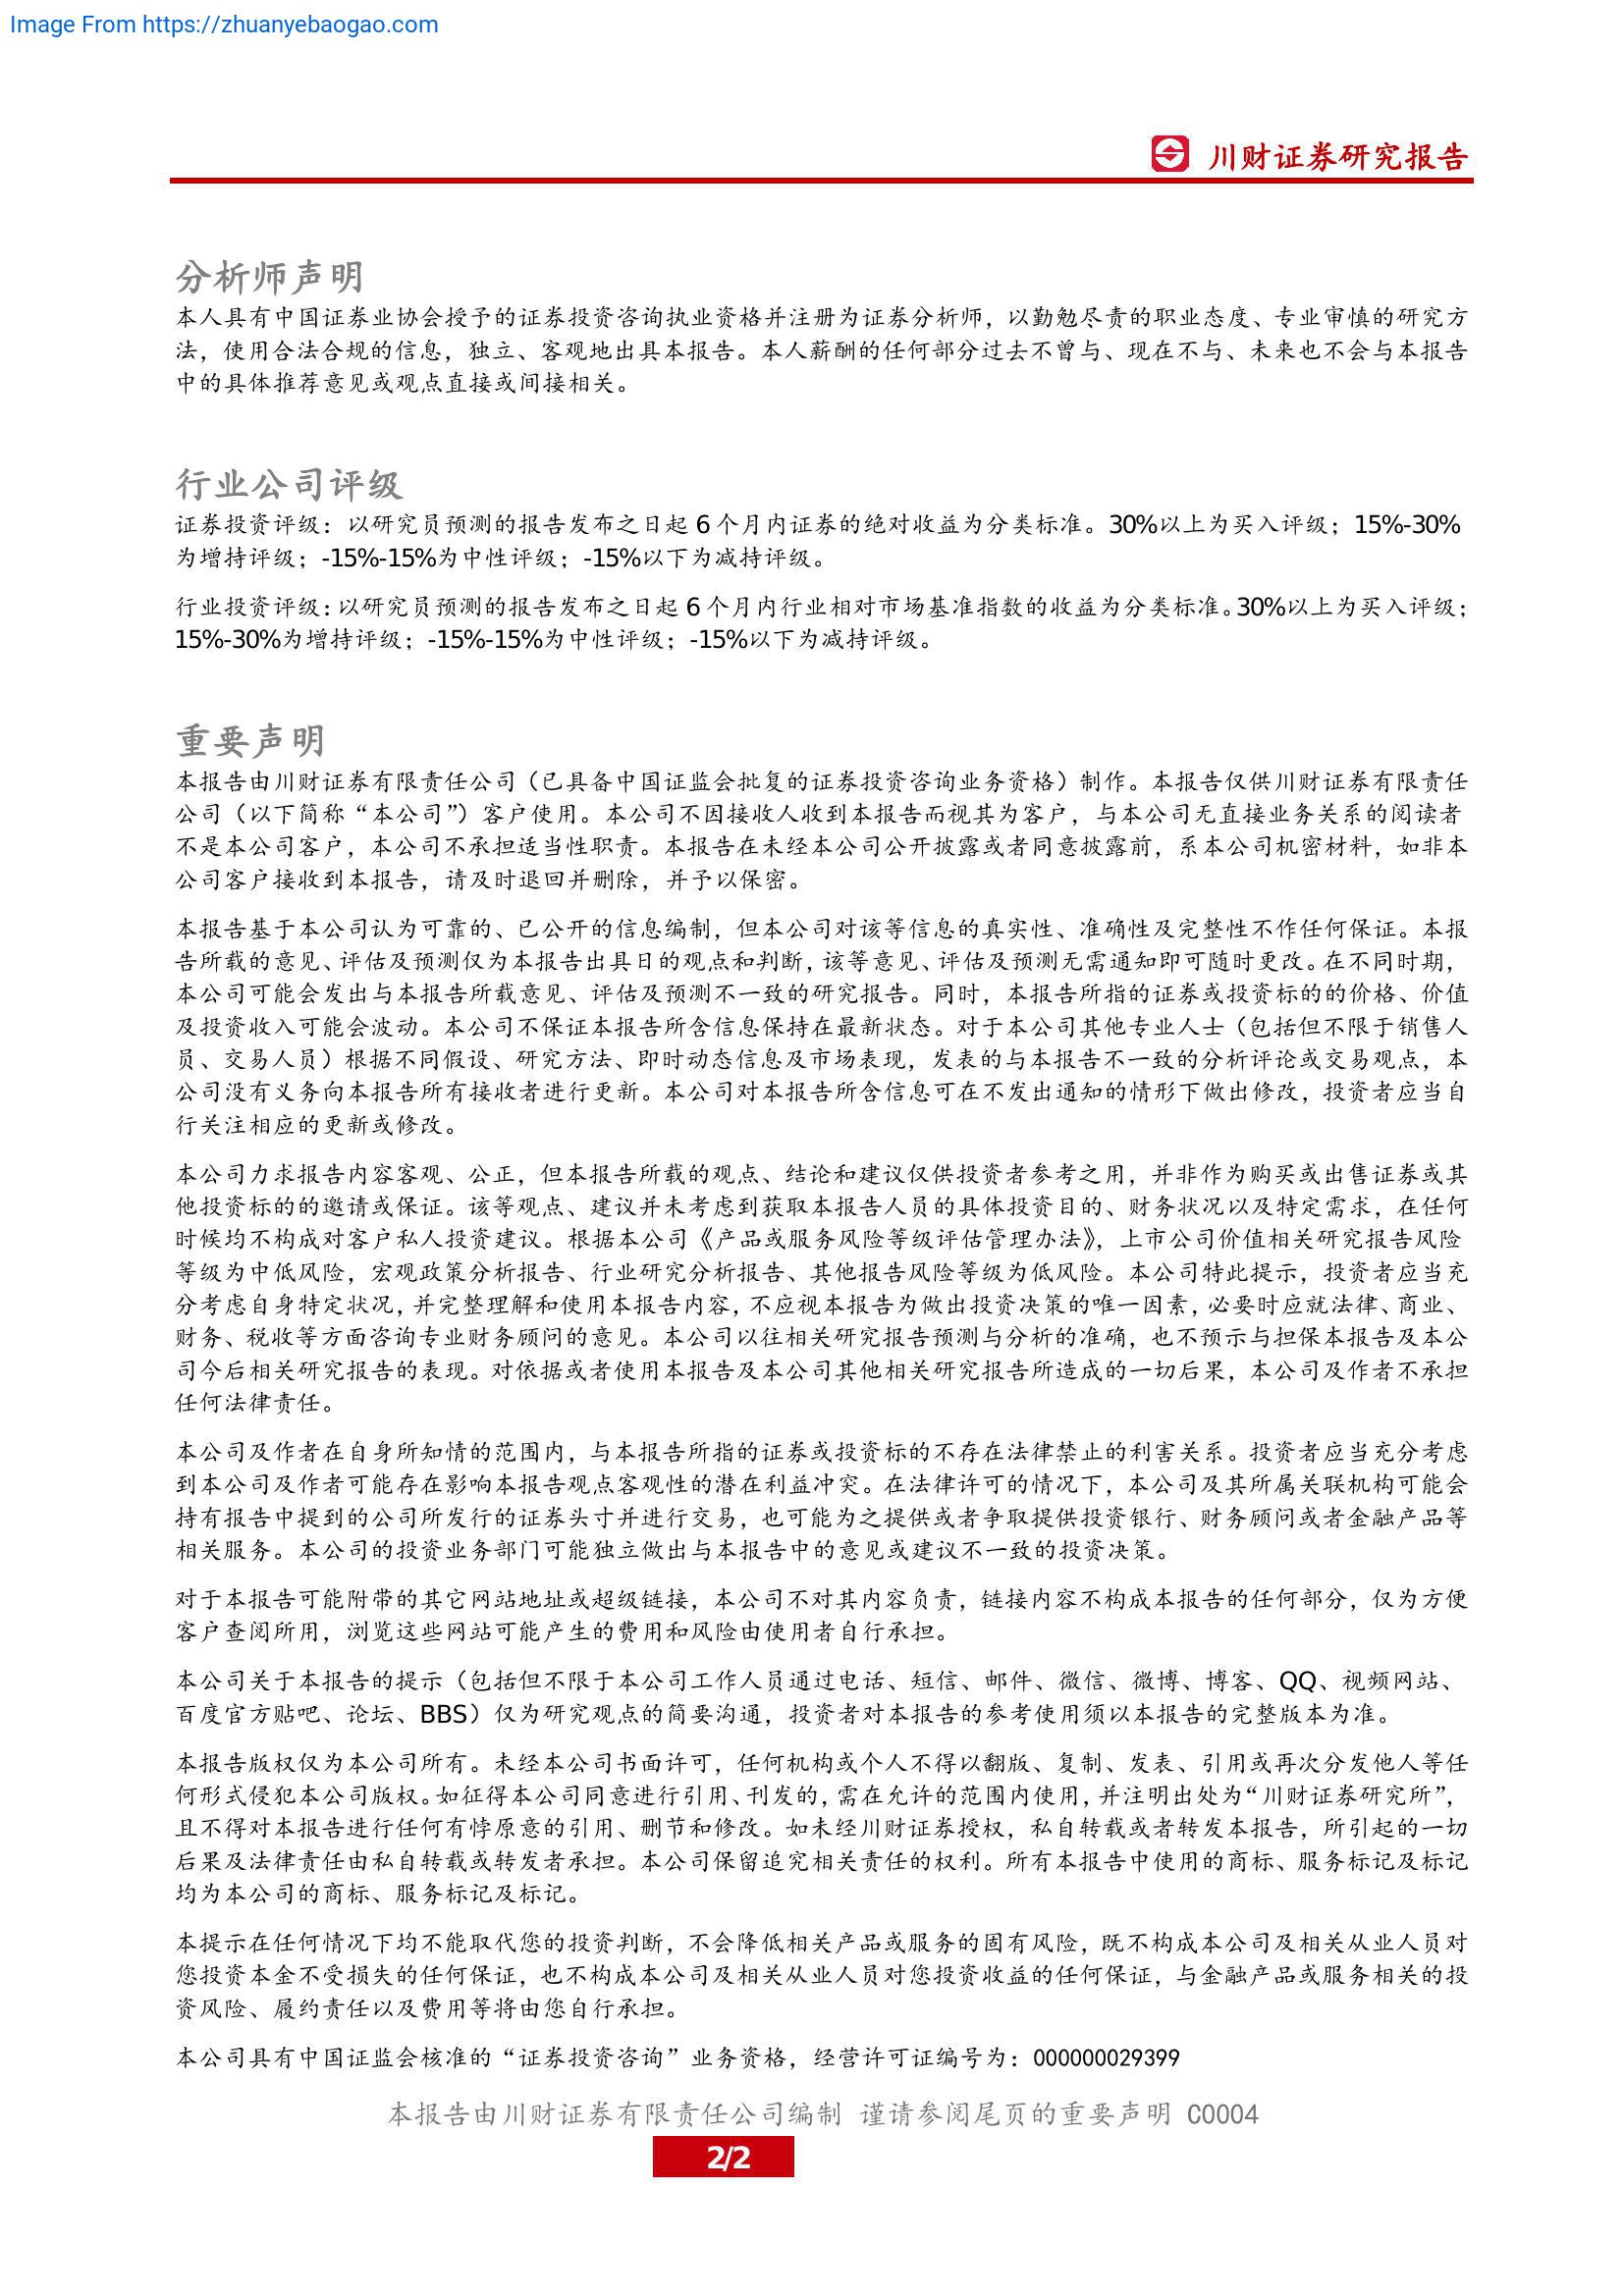 Image From https://zhuanyebaogao.com
川财证券研究报告
分析师声明
本人具有中国证券业协会授予的证券投资咨询执业资格并注册为证券分析师，以勤勉尽责的职业态度、专业审慎的研究方
法，使用合法合规的信息，独立、客观地出具本报告。本人薪酬的任何部分过去不曾与、现在不与、未来也不会与本报告
中的具体推荐意见或观点直接或间接相关。
行业公司评级
证券投资评级：以研究员预测的报告发布之日起 6 个月内证券的绝对收益为分类标准。30%以上为买入评级；15%-30%
为增持评级；-15%-15%为中性评级；-15%以下为减持评级。
行业投资评级：以研究员预测的报告发布之日起 6 个月内行业相对市场基准指数的收益为分类标准。30%以上为买入评级；
15%-30%为增持评级；-15%-15%为中性评级；-15%以下为减持评级。
重要声明
本报告由川财证券有限责任公司（已具备中国证监会批复的证券投资咨询业务资格）制作。本报告仅供川财证券有限责任
公司（以下简称“本公司”）客户使用。本公司不因接收人收到本报告而视其为客户，与本公司无直接业务关系的阅读者
不是本公司客户，本公司不承担适当性职责。本报告在未经本公司公开披露或者同意披露前，系本公司机密材料，如非本
公司客户接收到本报告，请及时退回并删除，并予以保密。
本报告基于本公司认为可靠的、已公开的信息编制，但本公司对该等信息的真实性、准确性及完整性不作任何保证。本报
告所载的意见、评估及预测仅为本报告出具日的观点和判断，该等意见、评估及预测无需通知即可随时更改。在不同时期，
本公司可能会发出与本报告所载意见、评估及预测不一致的研究报告。同时，本报告所指的证券或投资标的的价格、价值
及投资收入可能会波动。本公司不保证本报告所含信息保持在最新状态。对于本公司其他专业人士（包括但不限于销售人
员、交易人员）根据不同假设、研究方法、即时动态信息及市场表现，发表的与本报告不一致的分析评论或交易观点，本
公司没有义务向本报告所有接收者进行更新。本公司对本报告所含信息可在不发出通知的情形下做出修改，投资者应当自
行关注相应的更新或修改。
本公司力求报告内容客观、公正，但本报告所载的观点、结论和建议仅供投资者参考之用，并非作为购买或出售证券或其
他投资标的的邀请或保证。该等观点、建议并未考虑到获取本报告人员的具体投资目的、财务状况以及特定需求，在任何
时候均不构成对客户私人投资建议。根据本公司《产品或服务风险等级评估管理办法》，上市公司价值相关研究报告风险
等级为中低风险，宏观政策分析报告、行业研究分析报告、其他报告风险等级为低风险。本公司特此提示，投资者应当充
分考虑自身特定状况，并完整理解和使用本报告内容，不应视本报告为做出投资决策的唯一因素，必要时应就法律、商业、
财务、税收等方面咨询专业财务顾问的意见。本公司以往相关研究报告预测与分析的准确，也不预示与担保本报告及本公
司今后相关研究报告的表现。对依据或者使用本报告及本公司其他相关研究报告所造成的一切后果，本公司及作者不承担
任何法律责任。
本公司及作者在自身所知情的范围内，与本报告所指的证券或投资标的不存在法律禁止的利害关系。投资者应当充分考虑
到本公司及作者可能存在影响本报告观点客观性的潜在利益冲突。在法律许可的情况下，本公司及其所属关联机构可能会
持有报告中提到的公司所发行的证券头寸并进行交易，也可能为之提供或者争取提供投资银行、财务顾问或者金融产品等
相关服务。本公司的投资业务部门可能独立做出与本报告中的意见或建议不一致的投资决策。
对于本报告可能附带的其它网站地址或超级链接，本公司不对其内容负责，链接内容不构成本报告的任何部分，仅为方便
客户查阅所用，浏览这些网站可能产生的费用和风险由使用者自行承担。
本公司关于本报告的提示（包括但不限于本公司工作人员通过电话、短信、邮件、微信、微博、博客、QQ、视频网站、
百度官方贴吧、论坛、BBS）仅为研究观点的简要沟通，投资者对本报告的参考使用须以本报告的完整版本为准。
本报告版权仅为本公司所有。未经本公司书面许可，任何机构或个人不得以翻版、复制、发表、引用或再次分发他人等任
何形式侵犯本公司版权。如征得本公司同意进行引用、刊发的，需在允许的范围内使用，并注明出处为“川财证券研究所”，
且不得对本报告进行任何有悖原意的引用、删节和修改。如未经川财证券授权，私自转载或者转发本报告，所引起的一切
后果及法律责任由私自转载或转发者承担。本公司保留追究相关责任的权利。所有本报告中使用的商标、服务标记及标记
均为本公司的商标、服务标记及标记。
本提示在任何情况下均不能取代您的投资判断，不会降低相关产品或服务的固有风险，既不构成本公司及相关从业人员对
您投资本金不受损失的任何保证，也不构成本公司及相关从业人员对您投资收益的任何保证，与金融产品或服务相关的投
资风险、履约责任以及费用等将由您自行承担。
本公司具有中国证监会核准的“证券投资咨询”业务资格，经营许可证编号为：000000029399
本报告由川财证券有限责任公司编制 谨请参阅尾页的重要声明 C0004
2/2